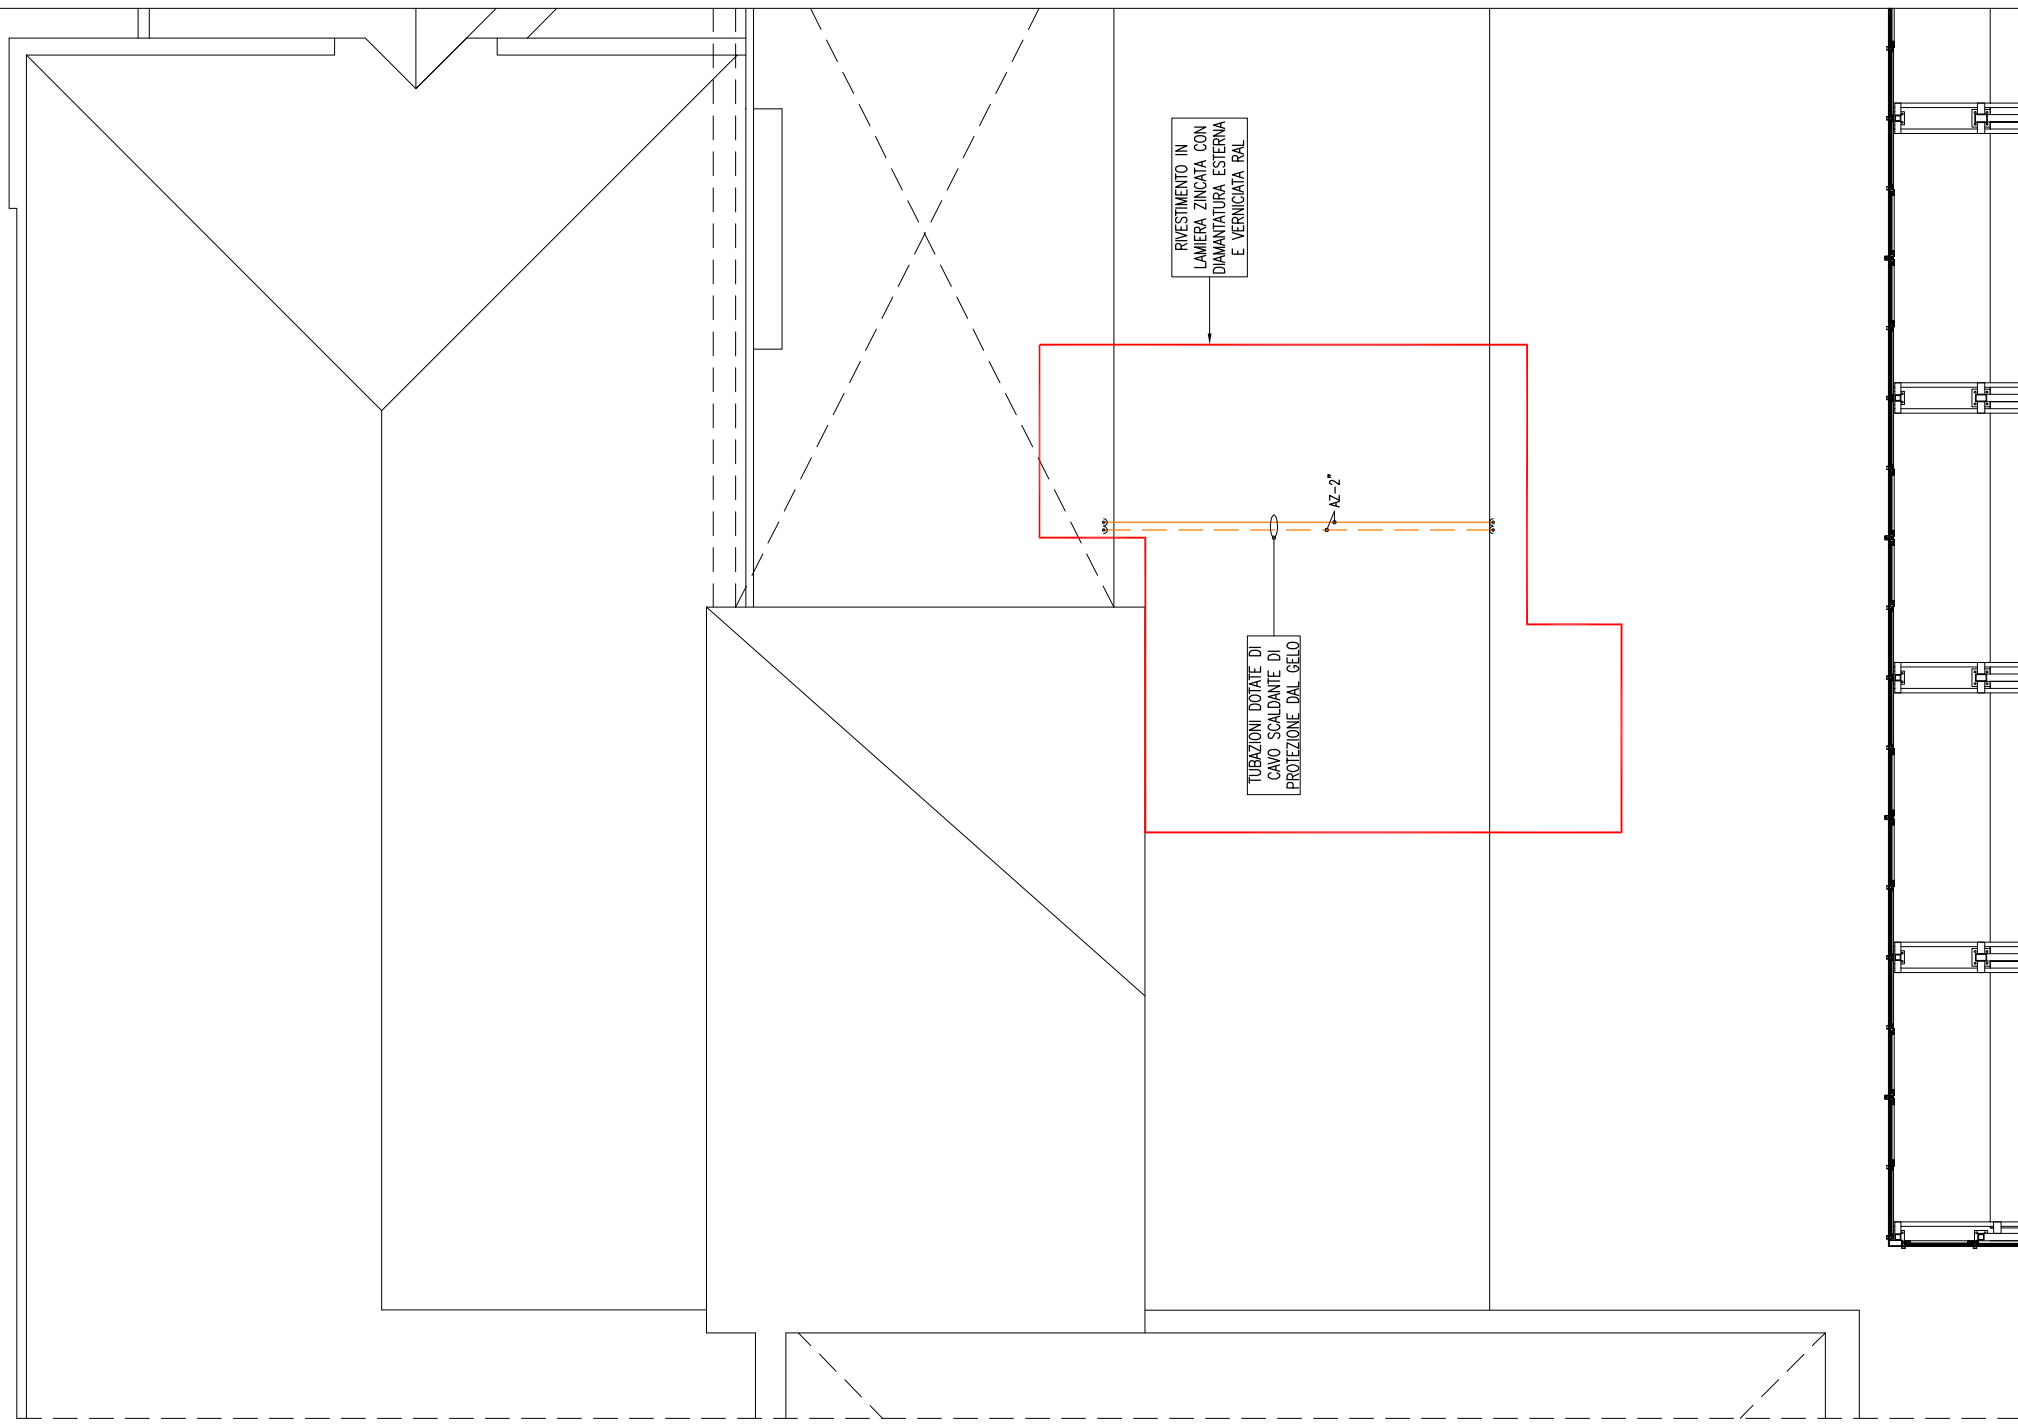 RIVESTIMENTO IN
LAMIERA ZINCATA CON
DIAMANTATURA ESTERNA
E VERNICIATA RAL
AZ-2"
TUBAZIONI DOTATE DI
CAVO SCALDANTE DI
PROTEZIONE DAL GELO